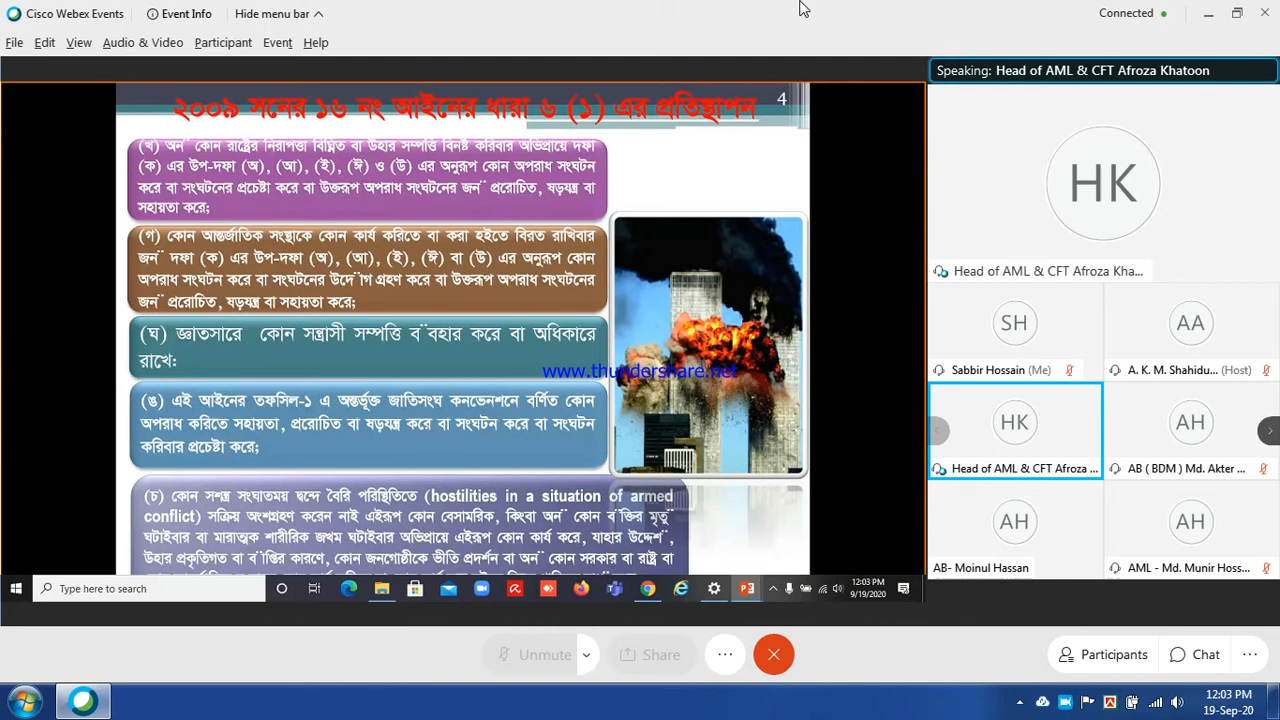 Cisco Webex Events
Event Info
Hide menu bar
Connected
File Edit View Audio & Video Participant Event Help
Speaking: Head of AML & CFT Afroza Khatoon
২০০৯ সনের ১৬ নং আইনের ধারা ৬ (১) এর প্রতিস্থাপন
4
(খ) অন¨ কোন রাষ্ট্রের নিরাপত্তা বিঘ্নিত বা উহার সম্পত্তি বিনষ্ট করিবার অভিপ্রায়ে দফা
(ক) এর উপ-দফা (অ), (আ), (ই), (ঈ) ও (উ) এর অনুরূপ কোন অপরাধ সংঘটন
করে বা সংঘটনের প্রচেষ্টা করে বা উক্তরূপ অপরাধ সংঘটনের জন¨ প্ররোচিত, ষড়যন্ত্র বা
সহায়তা করে;
(গ) কোন আন্তর্জাতিক সংস্থাকে কোন কার্য করিতে বা করা হইতে বিরত রাখিবার
জন¨ দফা (ক) এর উপ-দফা (অ), (আ), (ই), (ঈ) বা (উ) এর অনুরূপ কোন
অপরাধ সংঘটন করে বা সংঘটনের উদে¨াগ গ্রহণ করে বা উক্তরূপ অপরাধ সংঘটনের
জন¨ প্ররোচিত, ষড়যন্ত্র বা সহায়তা করে;
(ঘ) জ্ঞাতসারে কোন সন্ত্রাসী সম্পত্তি ব¨বহার করে বা অধিকারে
রাখে:
www.thundershare.net
(ঙ) এই আইনের তফসিল-১ এ অন্তর্ভূক্ত জাতিসংঘ কনভেনশনে বর্ণিত কোন
অপরাধ করিতে সহায়তা, প্ররোচিত বা ষড়যন্ত্র করে বা সংঘটন করে বা সংঘটন
করিবার প্রচেষ্টা করে;
(চ) কোন সশস্ত্র সংঘাতময় দ্বন্দে বৈরি পরিস্থিতিতে (hostilities in a situation of armed
conflict) সক্রিয় অংশগ্রহণ করেন নাই এইরূপ কোন বেসামরিক, কিংবা অন¨ কোন ব¨ক্তির মৃতু¨
ঘটাইবার বা মারাত্মক শারীরিক জখম ঘটাইবার অভিপ্রায়ে এইরূপ কোন কার্য করে, যাহার উদ্দেশ¨,
উহার প্রকৃতিগত বা ব¨াপ্তির কারণে, কোন জনগোষ্ঠীকে ভীতি প্রদর্শন বা অন¨ কোন সরকার বা রাষ্ট্র বা
HK
Head of AML & CFT Afroza Kha...
SH
Sabbir Hossain (Me)
AA
A. K. M. Shahidu... (Host)
HK
Head of AML & CFT Afroza ...
AH
AB ( BDM ) Md. Akter ...
AH
AB- Moinul Hassan
AH
AML - Md. Munir Hoss...
Type here to search
12:03 PM
9/19/2020
Unmute
Share
Participants
Chat
12:03 PM
19-Sep-20